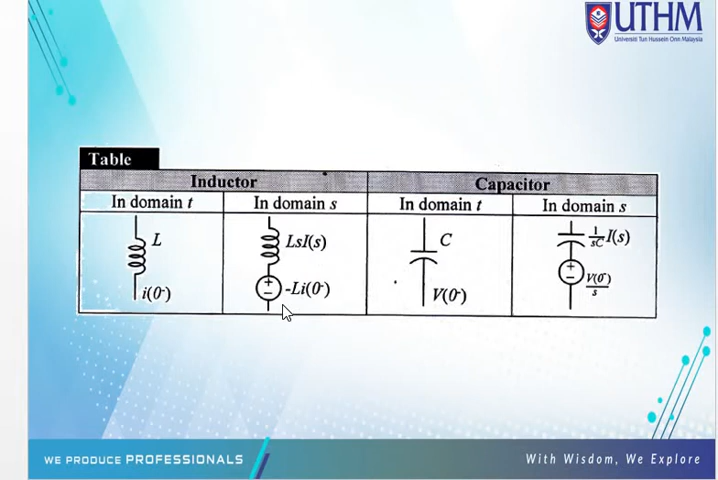 UTHM
Universiti Tun Hussein Onn Malaysia
Table
Inductor Capacitor
In domain t In domain s In domain t In domain s
L LsI(s) C 1/sC I(s)
i(0-) + − -Li(0-) V(0-) + − V(0-)/s
WE PRODUCE PROFESSIONALS With Wisdom, We Explore